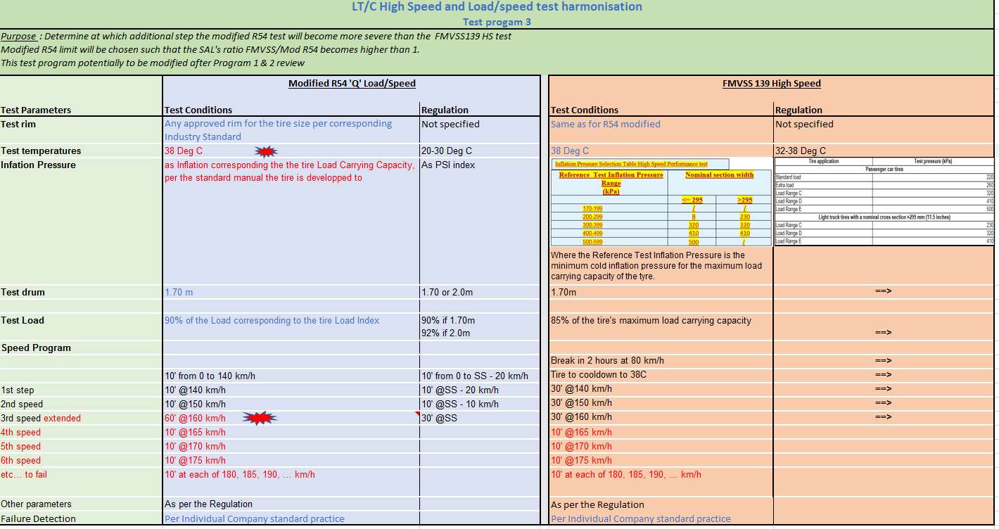 LT/C High Speed and Load/speed test harmonisation
Test progam 3
Purpose : Determine at which additional step the modified R54 test will become more severe than the FMVSS139 HS test
Modified R54 limit will be chosen such that the SAL's ratio FMVSS/Mod R54 becomes higher than 1.
This test program potentially to be modified after Program 1 & 2 review
Modified R54 'Q' Load/Speed
FMVSS 139 High Speed
Test Parameters Test Conditions Regulation Test Conditions Regulation
Test rim Any approved rim for the tire size per corresponding Not specified Same as for R54 modified Not specified
Industry Standard
Test temperatures 38 Deg C 20-30 Deg C 38 Deg C 32-38 Deg C
Infation Pressure as Inflation corresponding the the tire Load Carrying Capacity, As PSI index
per the standard manual the tire is developped to
Inflation Pressure Selection Table High Speed Performance test
Reference Test Inflation Pressure Nominal section width
Range
(kPa)
<= 295 >295
170-199 / /
200-299 B 230
300-399 320 320
400-499 410 410
500-599 500 /
Tire application Test pressure (kPa)
Passenger car tires
Standard load 220
Extra load 260
Load Range C 320
Load Range D 410
Load Range E 500
Light truck tires with a nominal cross section >295 mm (11.5 inches)
Load Range C 230
Load Range D 320
Load Range E 410
Where the Reference Test Inflation Pressure is the
minimum cold inflation pressure for the maximum load
carrying capacity of the tyre.
Test drum 1.70 m 1.70 or 2.0m 1.70m ==>
Test Load 90% of the Load corresponding to the tire Load Index 90% if 1.70m 85% of the tire's maximum load carrying capacity
92% if 2.0m ==>
Speed Program
Break in 2 hours at 80 km/h ==>
10' from 0 to 140 km/h 10' from 0 to SS - 20 km/h Tire to cooldown to 38C ==>
1st step 10' @140 km/h 10' @SS - 20 km/h 30' @140 km/h ==>
2nd speed 10' @150 km/h 10' @SS - 10 km/h 30' @150 km/h ==>
3rd speed extended 60' @160 km/h 30' @SS 30' @160 km/h ==>
4th speed 10' @165 km/h 10' @165 km/h
5th speed 10' @170 km/h 10' @170 km/h
6th speed 10' @175 km/h 10' @175 km/h
etc... to fail 10' at each of 180, 185, 190, ... km/h 10' at each of 180, 185, 190, ... km/h
Other parameters As per the Regulation As per the Regulation
Failure Detection Per Individual Company standard practice Per Individual Company standard practice